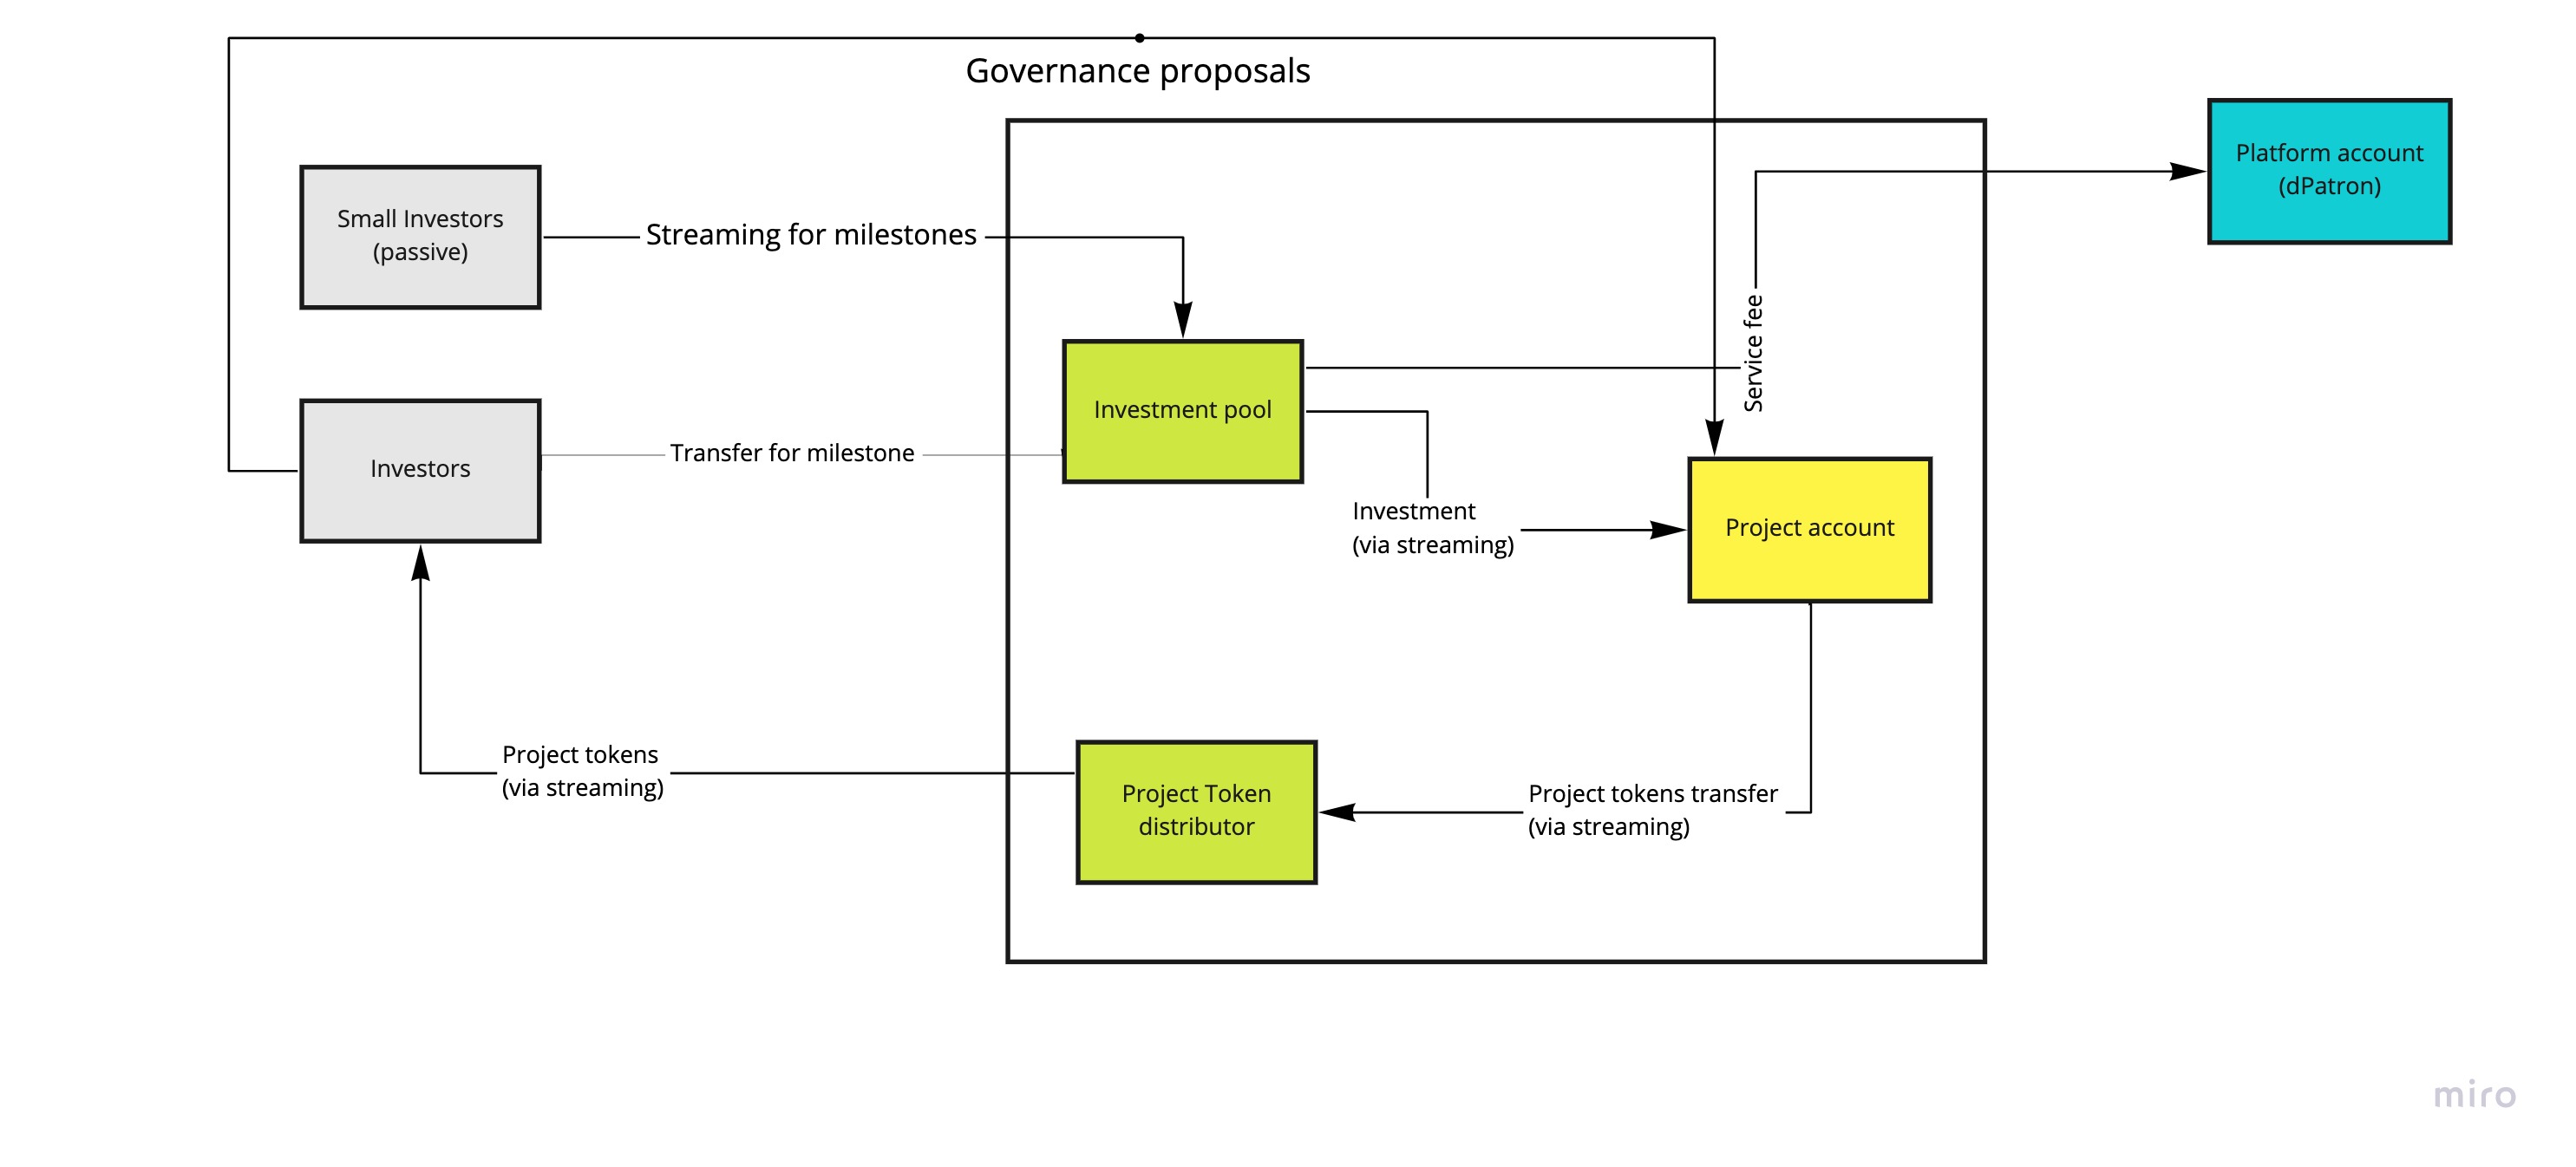 Governance proposals
Platform account
(dPatron)
Small Investors
(passive)
Streaming for milestones
Service fee
Investment pool
Investors
Transfer for milestone
Investment
(via streaming)
Project account
Project tokens
(via streaming)
Project Token
distributor
Project tokens transfer
(via streaming)
miro